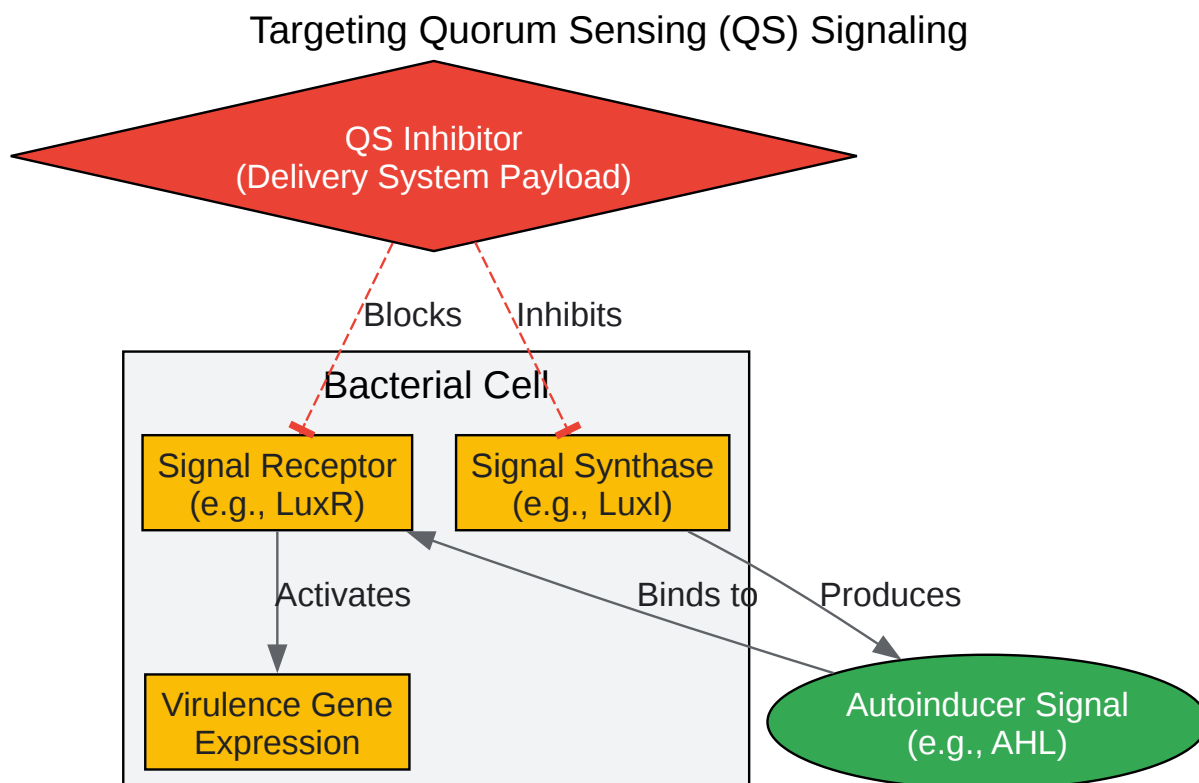 Targeting Quorum Sensing (QS) Signaling
QS Inhibitor
(Delivery System Payload)
Blocks
Inhibits
Bacterial Cell
Signal Receptor
(e.g., LuxR)
Signal Synthase
(e.g., LuxI)
Activates
Binds to
Produces
Virulence Gene
Expression
Autoinducer Signal
(e.g., AHL)